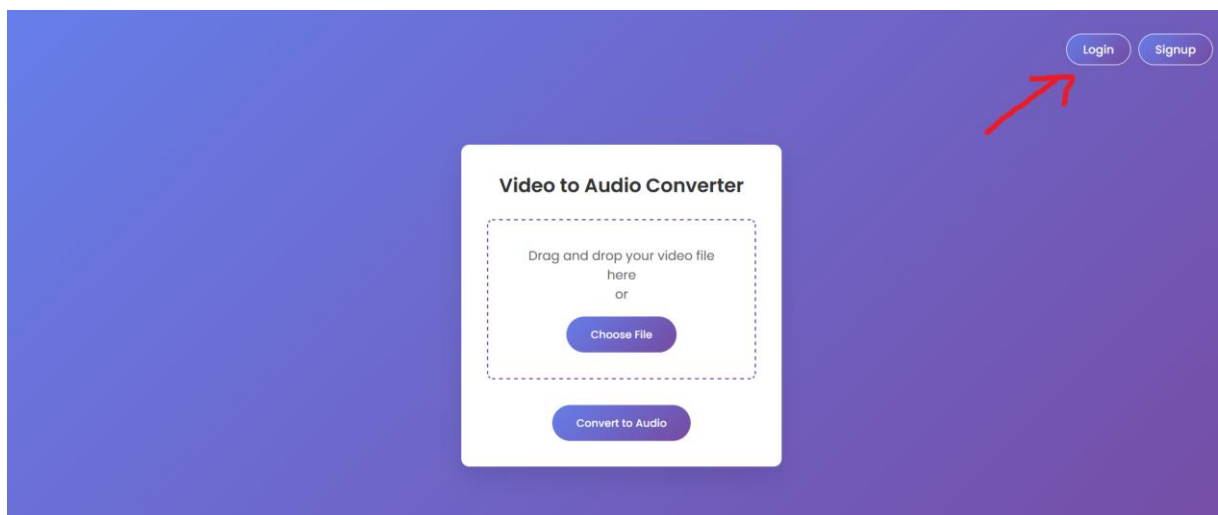 Login
Signup
Video to Audio Converter
Drag and drop your video file
here
or
Choose File
Convert to Audio